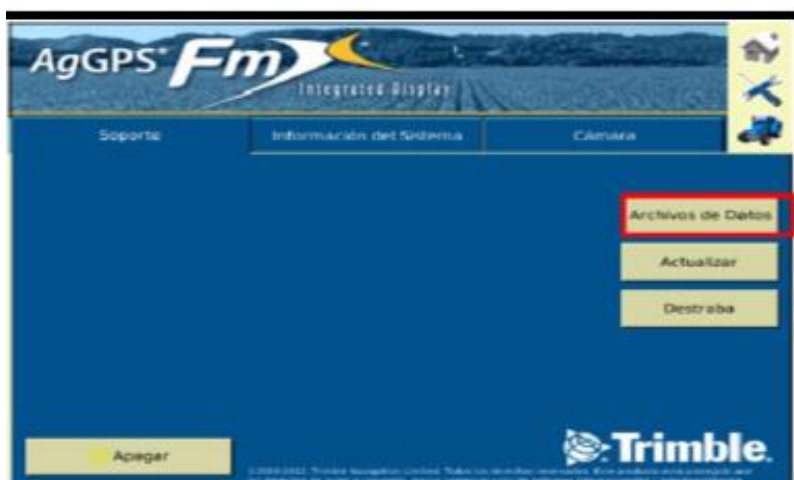 AgGPS Fm
Integrated Display
Soporte
Información del Sistema
Cámara
Archivos de Datos
Actualizar
Destraba
Apagar
Trimble.